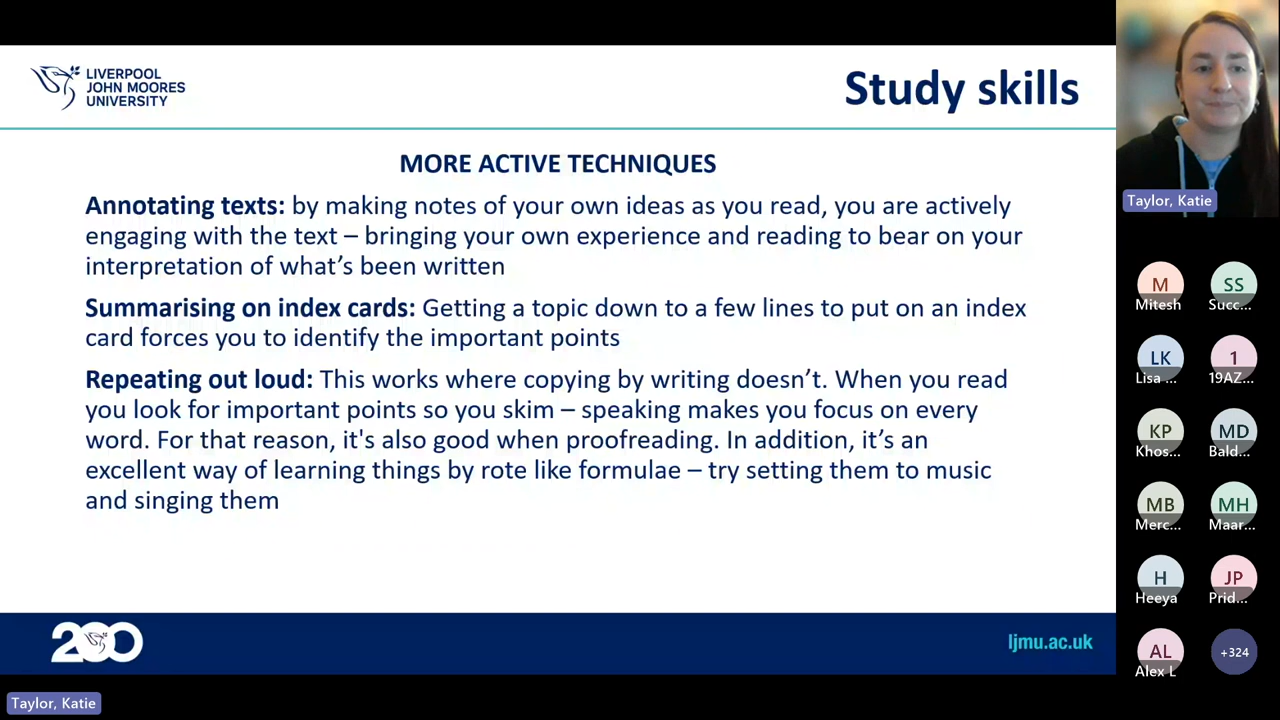 LIVERPOOL
JOHN MOORES
UNIVERSITY
Study skills
MORE ACTIVE TECHNIQUES
Annotating texts: by making notes of your own ideas as you read, you are actively
engaging with the text – bringing your own experience and reading to bear on your
interpretation of what’s been written
Summarising on index cards: Getting a topic down to a few lines to put on an index
card forces you to identify the important points
Repeating out loud: This works where copying by writing doesn’t. When you read
you look for important points so you skim – speaking makes you focus on every
word. For that reason, it's also good when proofreading. In addition, it’s an
excellent way of learning things by rote like formulae – try setting them to music
and singing them
200
ljmu.ac.uk
Taylor, Katie
Taylor, Katie
M
Mitesh
SS
Succ...
LK
Lisa ...
1
19AZ...
KP
Khos...
MD
Bald...
MB
Merc...
MH
Maar...
H
Heeya
JP
Prid...
AL
Alex L
+324